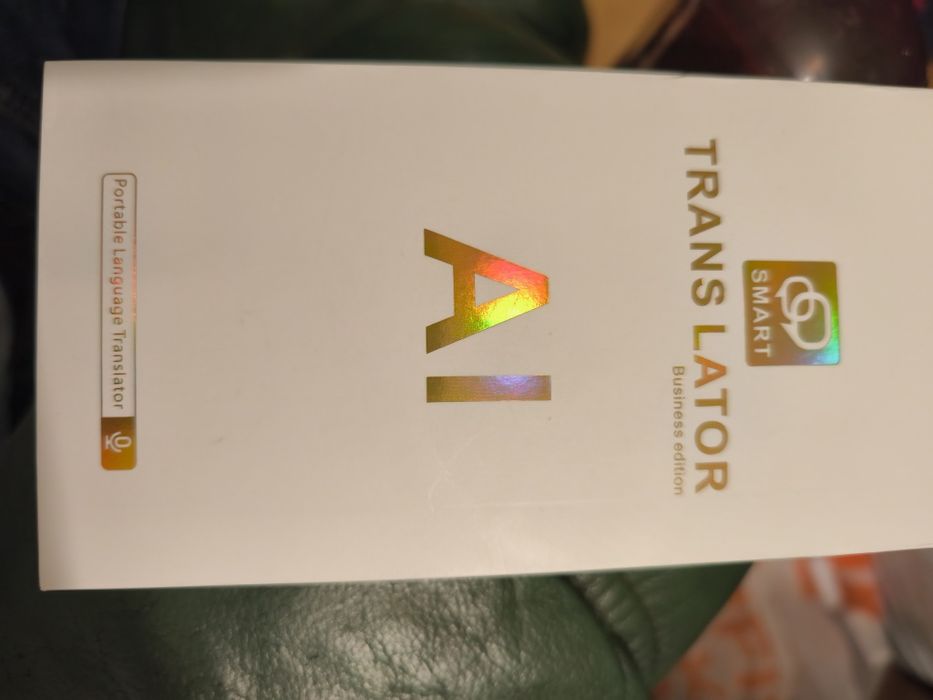 SMART
TRANS LATOR
Business edition
AI
Portable Language Translator